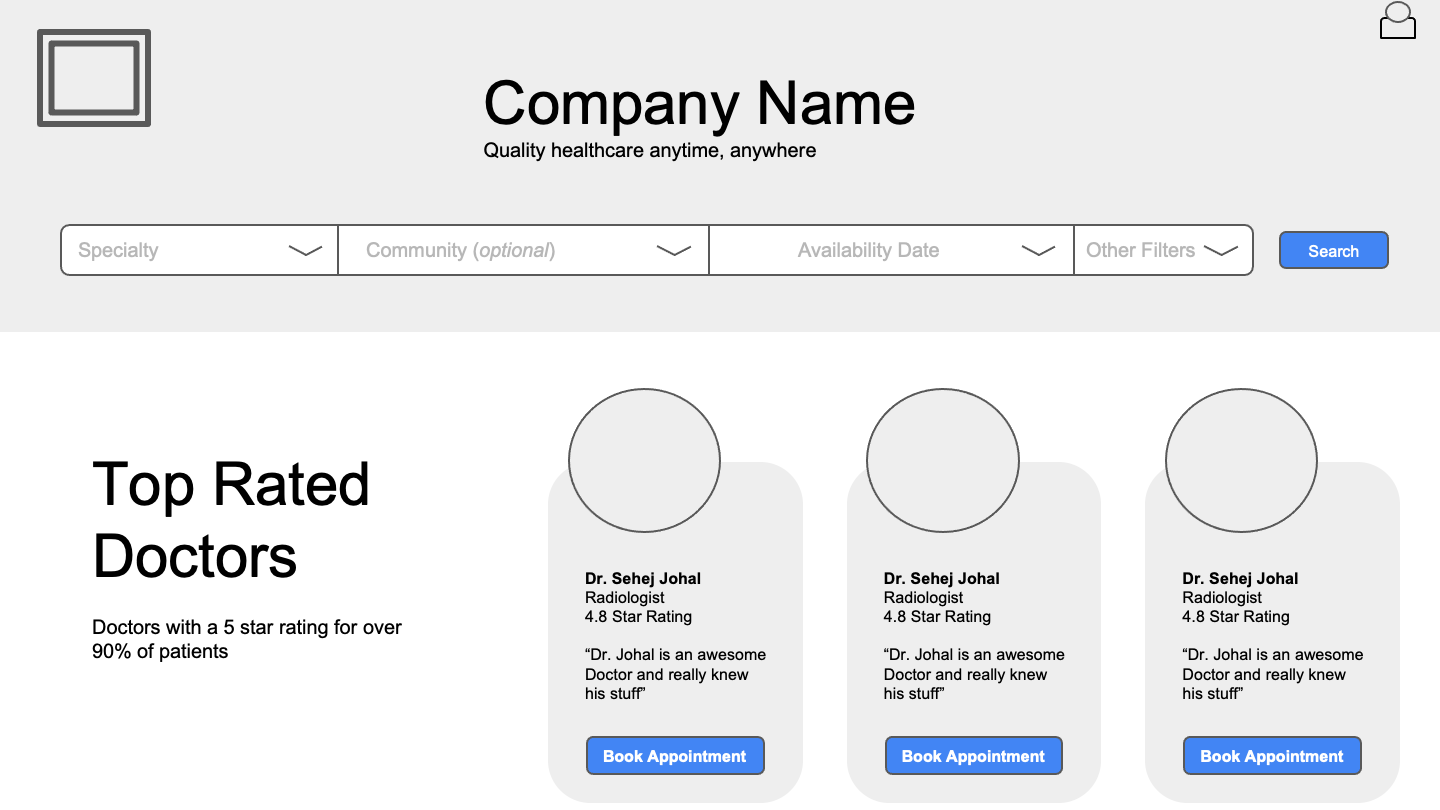 Company Name
Quality healthcare anytime, anywhere
Specialty
Community (optional)
Availability Date
Other Filters
Search
Top Rated
Doctors
Doctors with a 5 star rating for over
90% of patients
Dr. Sehej Johal
Radiologist
4.8 Star Rating
“Dr. Johal is an awesome
Doctor and really knew
his stuff”
Book Appointment
Dr. Sehej Johal
Radiologist
4.8 Star Rating
“Dr. Johal is an awesome
Doctor and really knew
his stuff”
Book Appointment
Dr. Sehej Johal
Radiologist
4.8 Star Rating
“Dr. Johal is an awesome
Doctor and really knew
his stuff”
Book Appointment